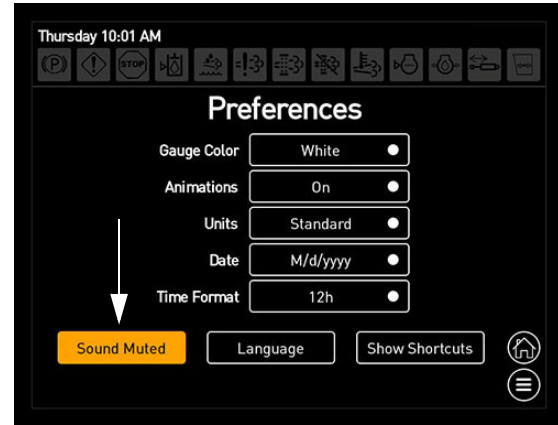 Thursday 10:01 AM
P STOP
Preferences
Gauge Color White
Animations On
Units Standard
Date M/d/yyyy
Time Format 12h
Sound Muted Language Show Shortcuts